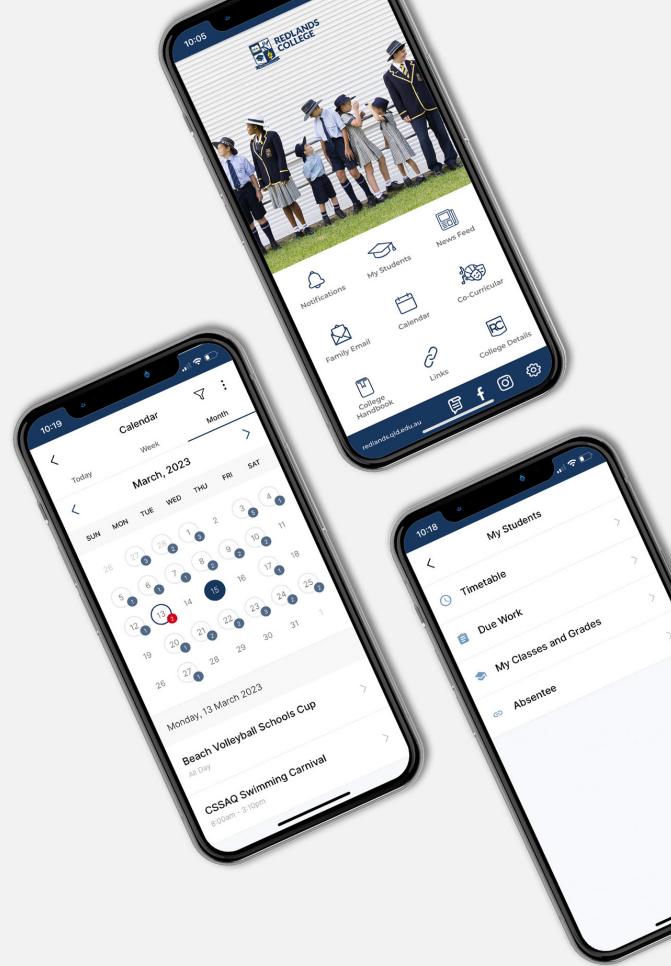 10:05
REDLANDS
COLLEGE
Notifications
My Students
News Feed
Family Email
Calendar
Co-Curricular
College
Handbook
Links
RC
College Details
redlands.qld.edu.au
10:19
Calendar
Today Week Month
March, 2023
SUN MON TUE WED THU FRI SAT
26 27 28 1 2 3 4
5 6 7 8 9 10 11
12 13 14 15 16 17 18
19 20 21 22 23 24 25
26 27 28 29 30 31 1
Monday, 13 March 2023
Beach Volleyball Schools Cup
All Day
CSSAQ Swimming Carnival
8:00am - 3:10pm
10:18
My Students
Timetable
Due Work
My Classes and Grades
Absentee